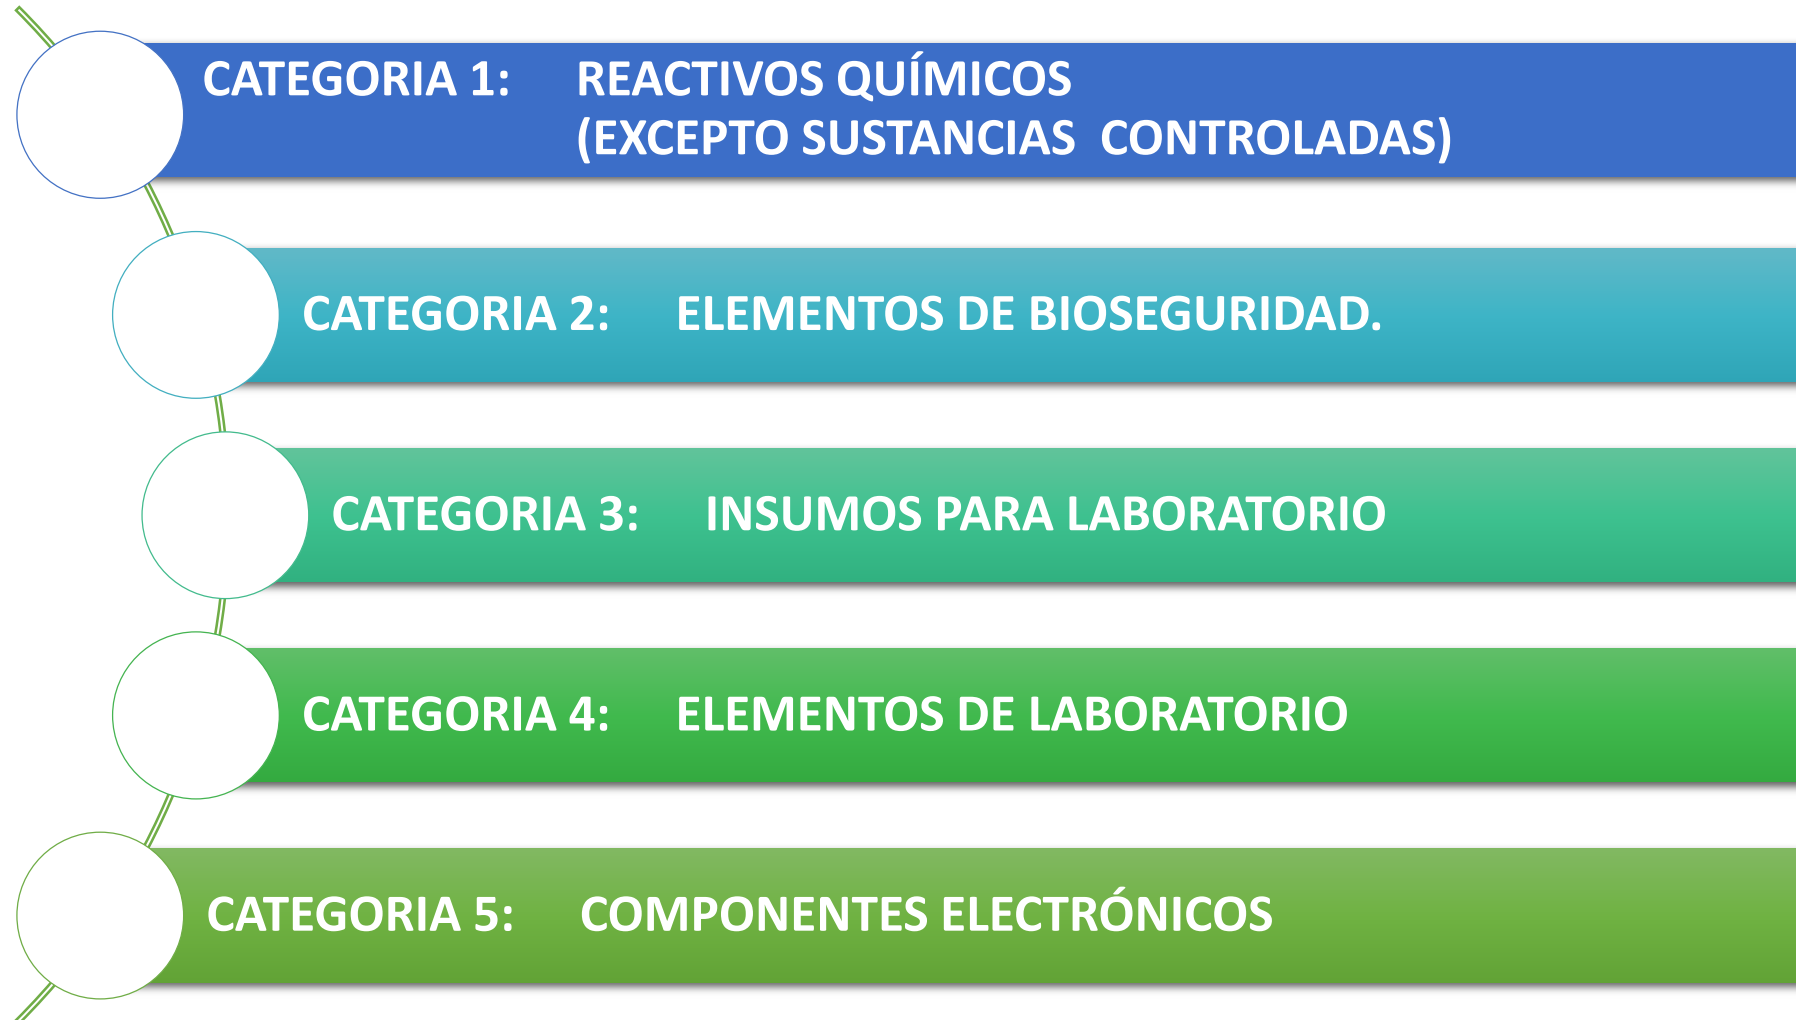 CATEGORIA 1: REACTIVOS QUÍMICOS
(EXCEPTO SUSTANCIAS CONTROLADAS)
CATEGORIA 2: ELEMENTOS DE BIOSEGURIDAD.
CATEGORIA 3: INSUMOS PARA LABORATORIO
CATEGORIA 4: ELEMENTOS DE LABORATORIO
CATEGORIA 5: COMPONENTES ELECTRÓNICOS